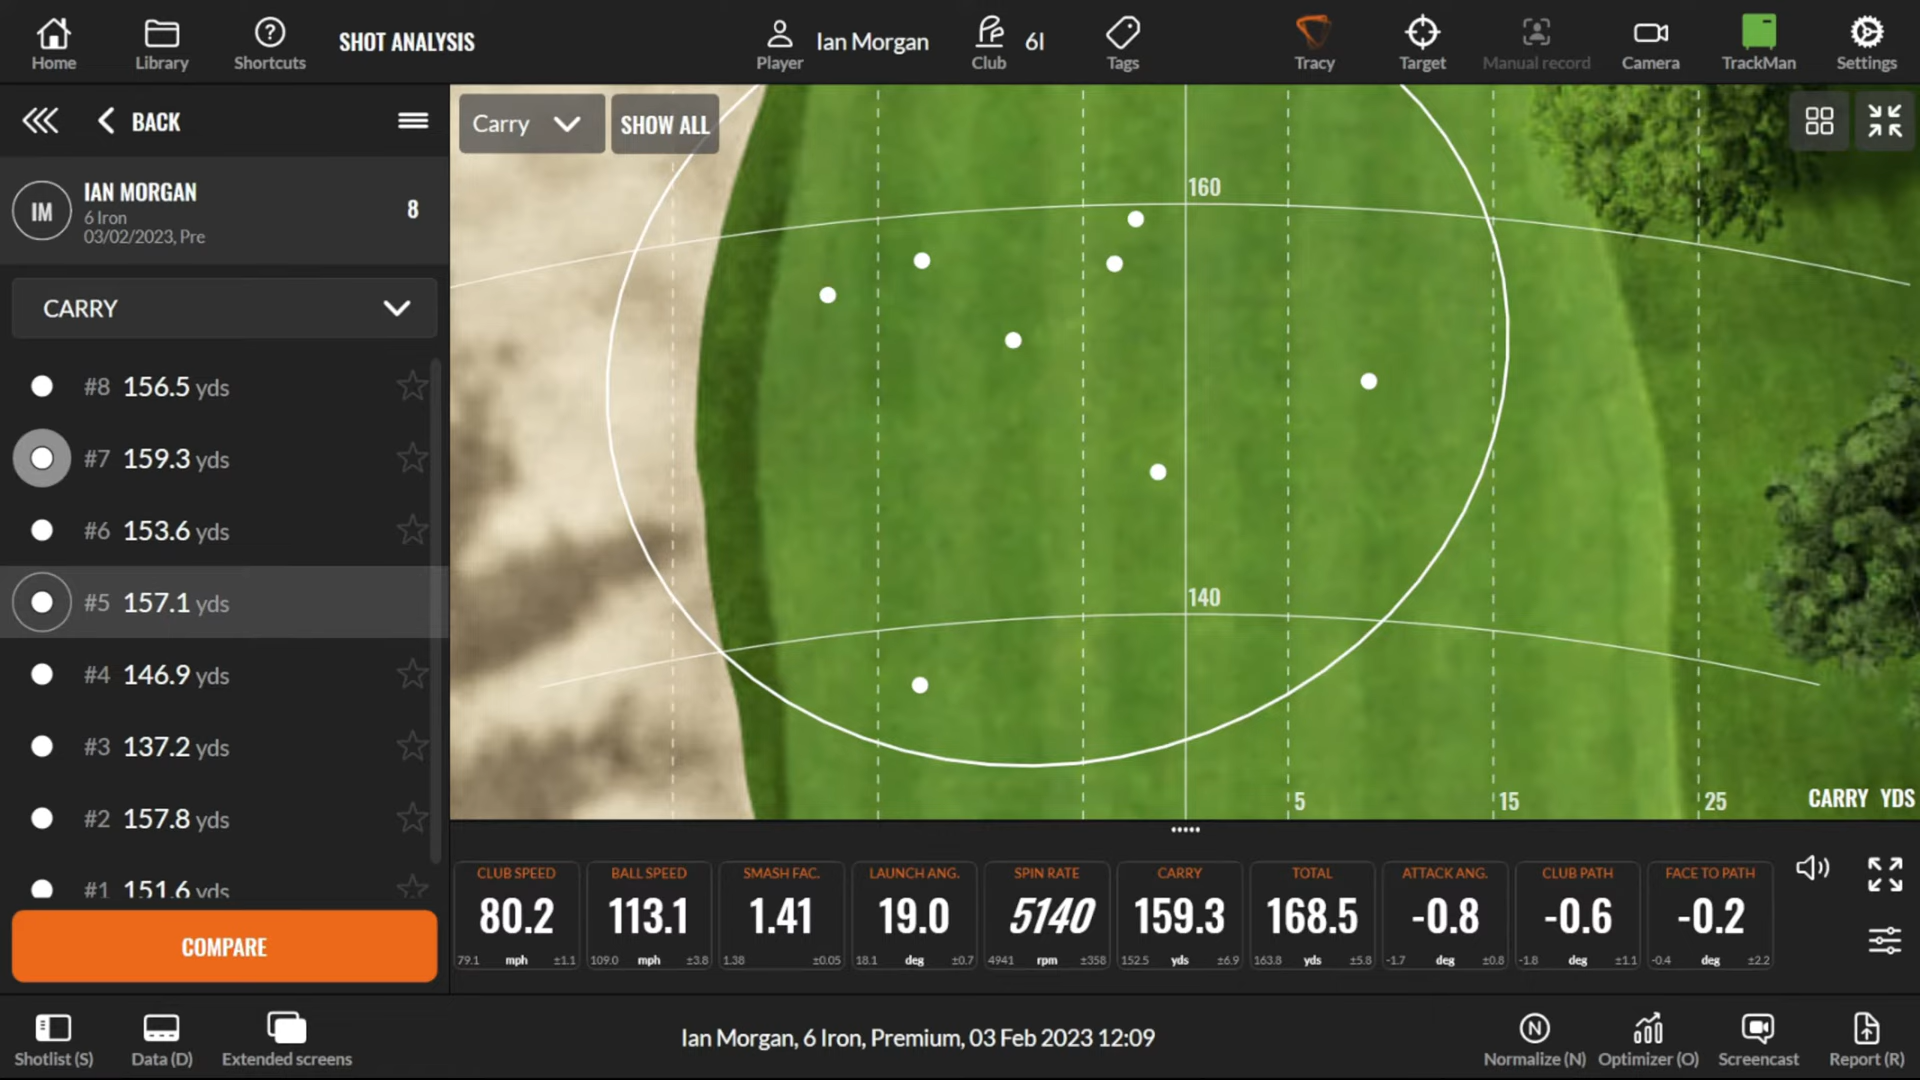 Home
Library
Shortcuts
SHOT ANALYSIS
Player
Ian Morgan
Club
6I
Tags
Tracy
Target
Manual record
Camera
TrackMan
Settings
BACK
IM
IAN MORGAN
6 Iron
03/02/2023, Pre
8
CARRY
#8 156.5 yds
#7 159.3 yds
#6 153.6 yds
#5 157.1 yds
#4 146.9 yds
#3 137.2 yds
#2 157.8 yds
#1 151.6 yds
COMPARE
Carry
SHOW ALL
160
140
5
15
25
CARRY YDS
CLUB SPEED
80.2
79.1 mph ±1.1
BALL SPEED
113.1
109.0 mph ±3.8
SMASH FAC.
1.41
1.38 ±0.05
LAUNCH ANG.
19.0
18.1 deg ±0.7
SPIN RATE
5140
4941 rpm ±358
CARRY
159.3
152.5 yds ±6.9
TOTAL
168.5
163.8 yds ±5.8
ATTACK ANG.
-0.8
-1.7 deg ±0.8
CLUB PATH
-0.6
-1.8 deg ±1.1
FACE TO PATH
-0.2
-0.4 deg ±2.2
Shotlist (S)
Data (D)
Extended screens
Ian Morgan, 6 Iron, Premium, 03 Feb 2023 12:09
N
Normalize (N)
Optimizer (O)
Screencast
Report (R)